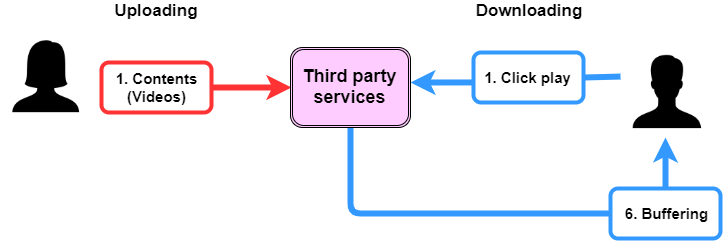 Uploading
Downloading
1. Contents
(Videos)
Third party
services
1. Click play
6. Buffering